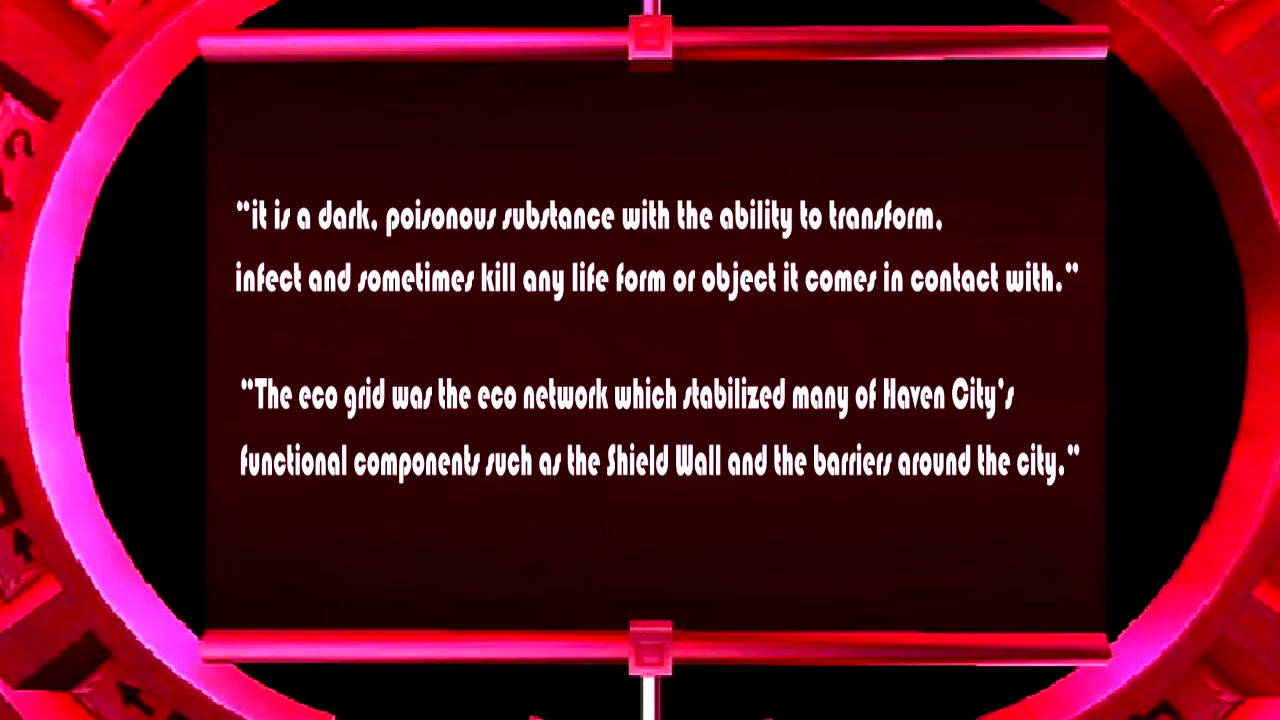 "it is a dark, poisonous substance with the ability to transform,
infect and sometimes kill any life form or object it comes in contact with."
"The eco grid was the eco network which stabilized many of Haven City's
functional components such as the Shield Wall and the barriers around the city."